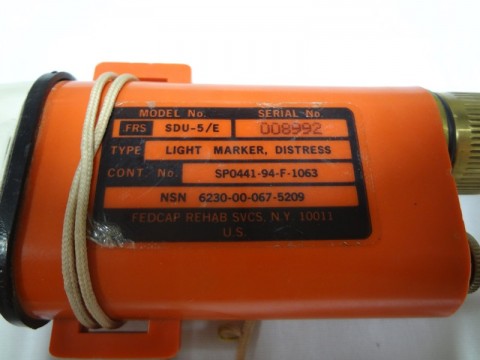 MODEL No. SERIAL No.
FRS SDU-5/E 008992
TYPE LIGHT MARKER, DISTRESS
CONT. No. SP0441-94-F-1063
NSN 6230-00-067-5209
FEDCAP REHAB SVCS, N.Y. 10011
U.S.